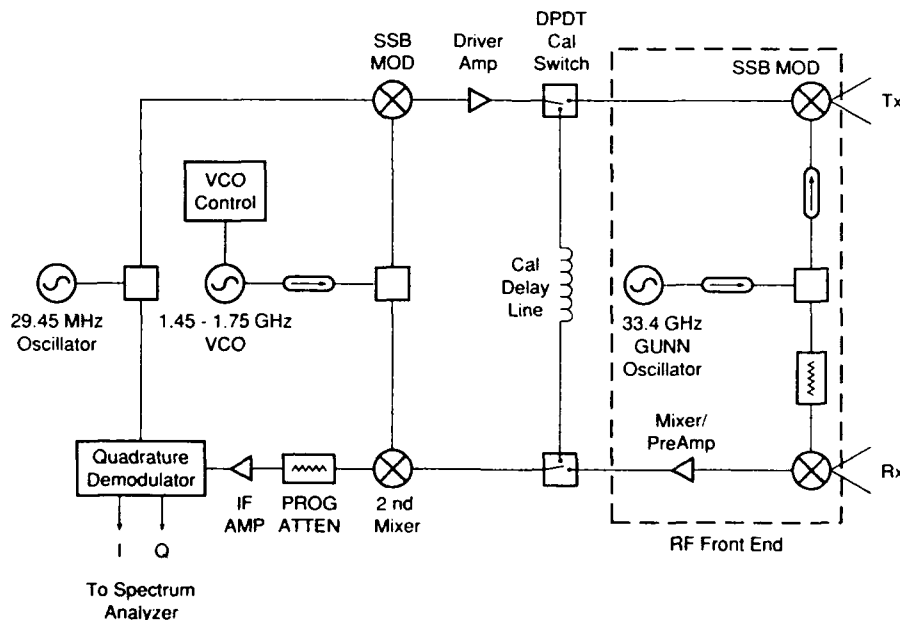 SSB
MOD
Driver
Amp
DPDT
Cal
Switch
SSB MOD
Tx
VCO
Control
29.45 MHz
Oscillator
1.45 - 1.75 GHz
VCO
Cal
Delay
Line
33.4 GHz
GUNN
Oscillator
Quadrature
Demodulator
IF
AMP
PROG
ATTEN
2 nd
Mixer
Mixer/
PreAmp
Rx
RF Front End
I
Q
To Spectrum
Analyzer